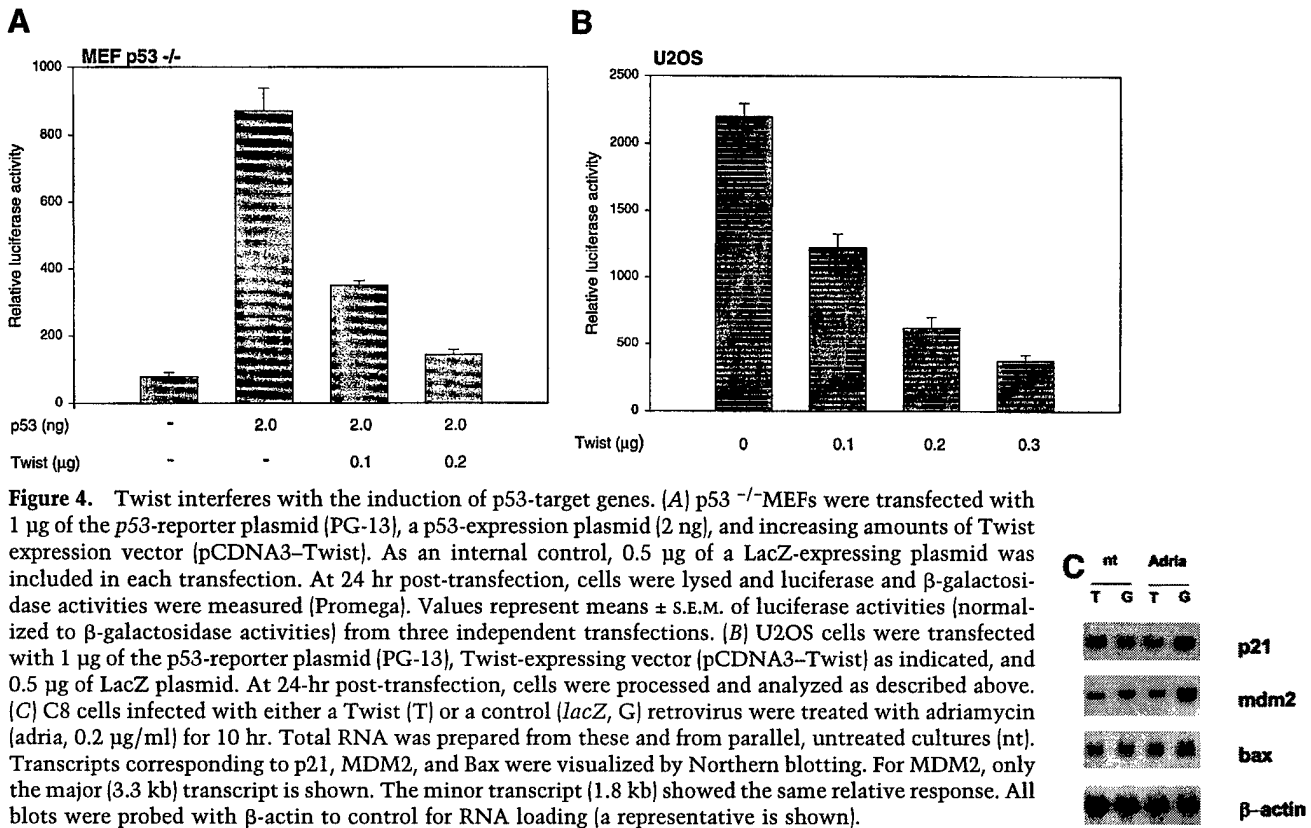 A
MEF p53 -/-
1000
800
600
400
200
0
Relative luciferase activity
p53 (ng) - 2.0 2.0 2.0
Twist (µg) - - 0.1 0.2
B
U2OS
2500
2000
1500
1000
500
0
Relative luciferase activity
Twist (µg) 0 0.1 0.2 0.3
Figure 4. Twist interferes with the induction of p53-target genes. (A) p53 -/-MEFs were transfected with
1 µg of the p53-reporter plasmid (PG-13), a p53-expression plasmid (2 ng), and increasing amounts of Twist
expression vector (pCDNA3–Twist). As an internal control, 0.5 µg of a LacZ-expressing plasmid was
included in each transfection. At 24 hr post-transfection, cells were lysed and luciferase and β-galactosi-
dase activities were measured (Promega). Values represent means ± S.E.M. of luciferase activities (normal-
ized to β-galactosidase activities) from three independent transfections. (B) U2OS cells were transfected
with 1 µg of the p53-reporter plasmid (PG-13), Twist-expressing vector (pCDNA3–Twist) as indicated, and
0.5 µg of LacZ plasmid. At 24-hr post-transfection, cells were processed and analyzed as described above.
(C) C8 cells infected with either a Twist (T) or a control (lacZ, G) retrovirus were treated with adriamycin
(adria, 0.2 µg/ml) for 10 hr. Total RNA was prepared from these and from parallel, untreated cultures (nt).
Transcripts corresponding to p21, MDM2, and Bax were visualized by Northern blotting. For MDM2, only
the major (3.3 kb) transcript is shown. The minor transcript (1.8 kb) showed the same relative response. All
blots were probed with β-actin to control for RNA loading (a representative is shown).
C
nt Adria
T G T G
p21
mdm2
bax
β-actin